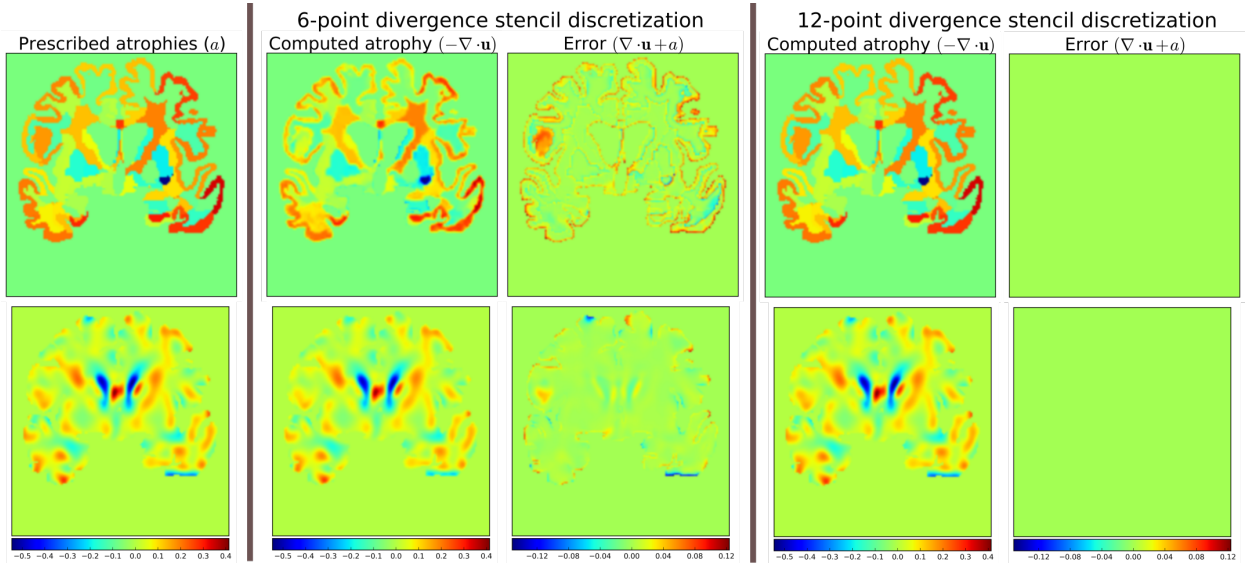 6-point divergence stencil discretization
12-point divergence stencil discretization
Prescribed atrophies (a)
Computed atrophy (−∇·u)
Error (∇·u+a)
Computed atrophy (−∇·u)
Error (∇·u+a)
−0.5 −0.4 −0.3 −0.2 −0.1 0.0 0.1 0.2 0.3 0.4
−0.5 −0.4 −0.3 −0.2 −0.1 0.0 0.1 0.2 0.3 0.4
−0.12 −0.08 −0.04 0.00 0.04 0.08 0.12
−0.5 −0.4 −0.3 −0.2 −0.1 0.0 0.1 0.2 0.3 0.4
−0.12 −0.08 −0.04 0.00 0.04 0.08 0.12